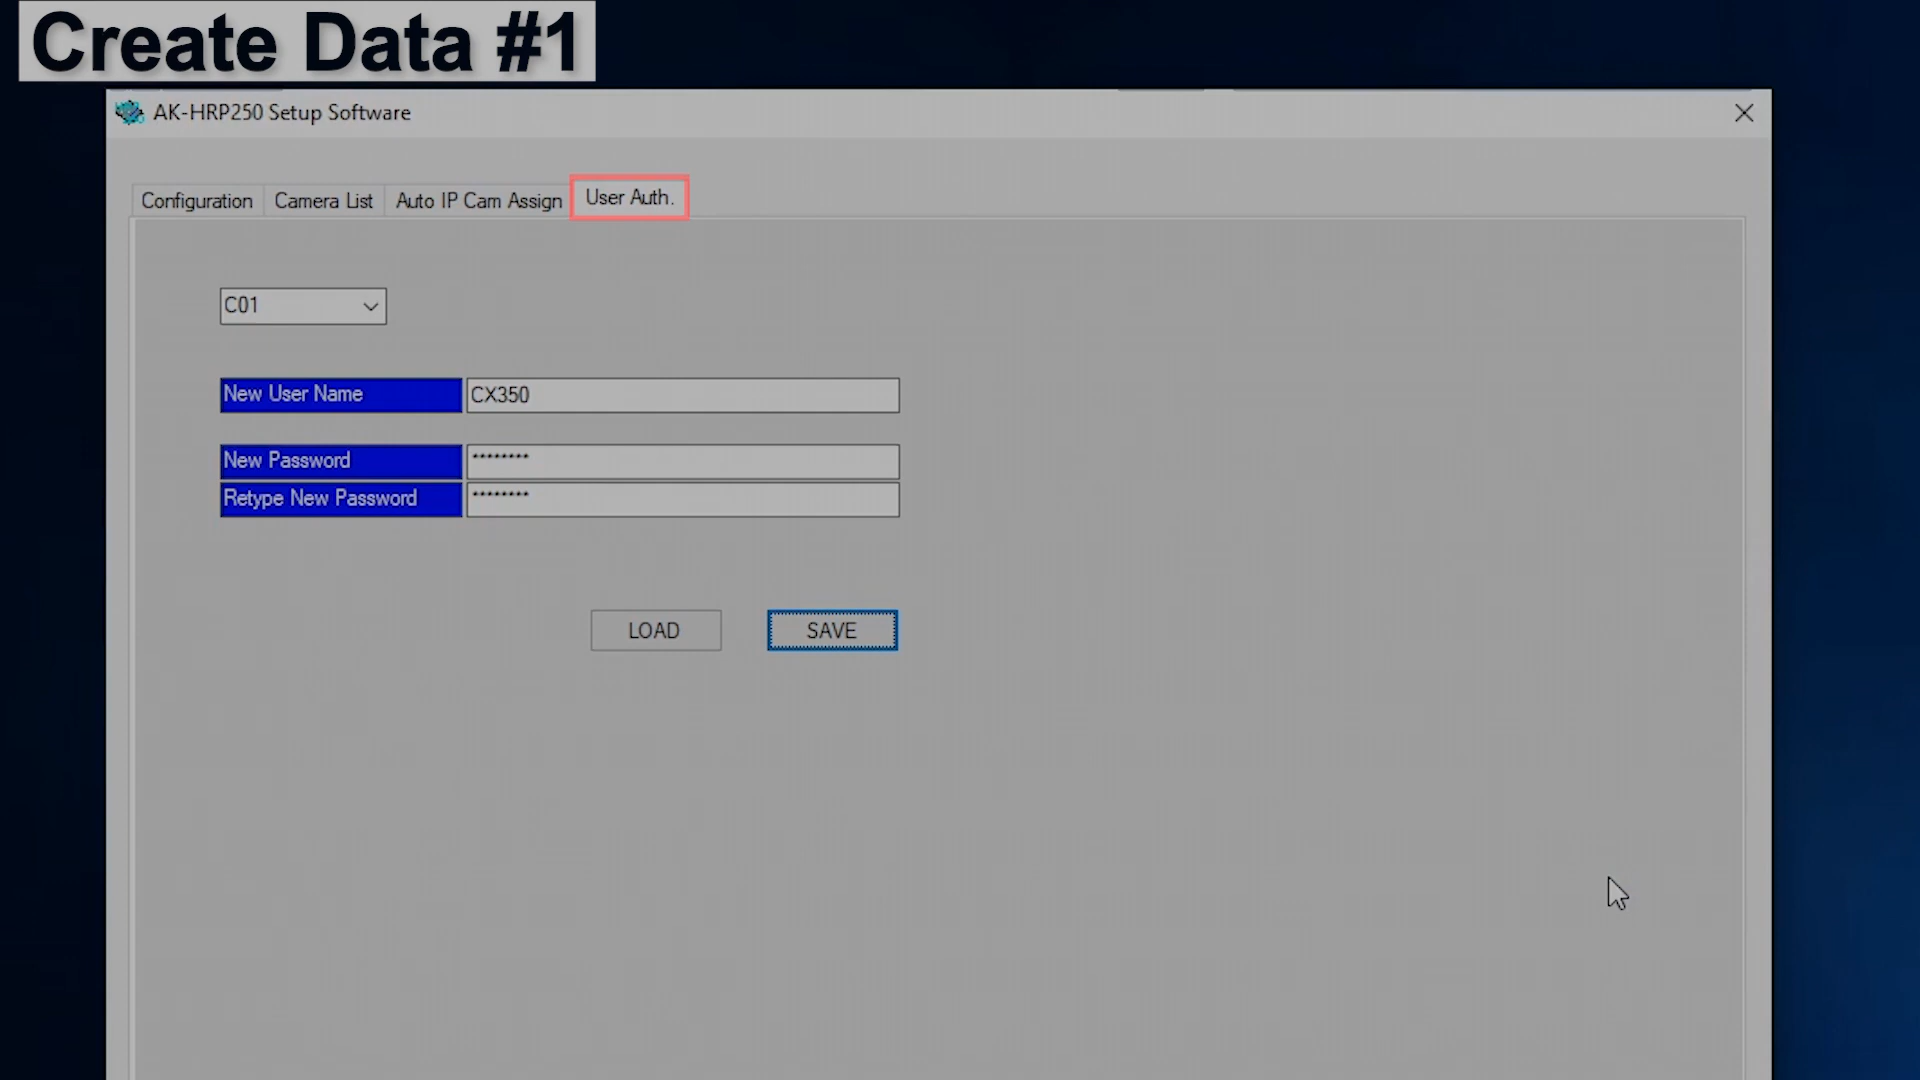 Create Data #1
AK-HRP250 Setup Software
Configuration Camera List Auto IP Cam Assign User Auth.
C01
New User Name CX350
New Password ********
Retype New Password ********
LOAD SAVE